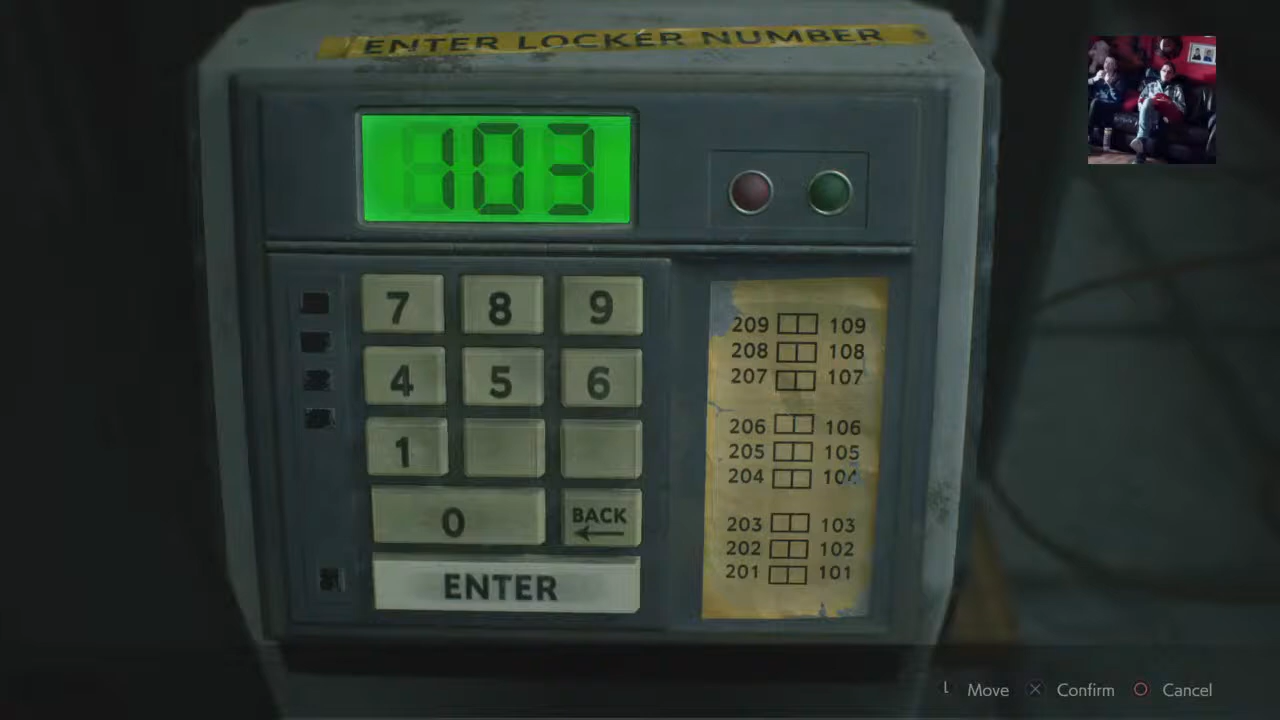 ENTER LOCKER NUMBER
103
7 8 9
4 5 6
1
0 BACK
ENTER
209 109
208 108
207 107
206 106
205 105
204 104
203 103
202 102
201 101
L Move X Confirm O Cancel